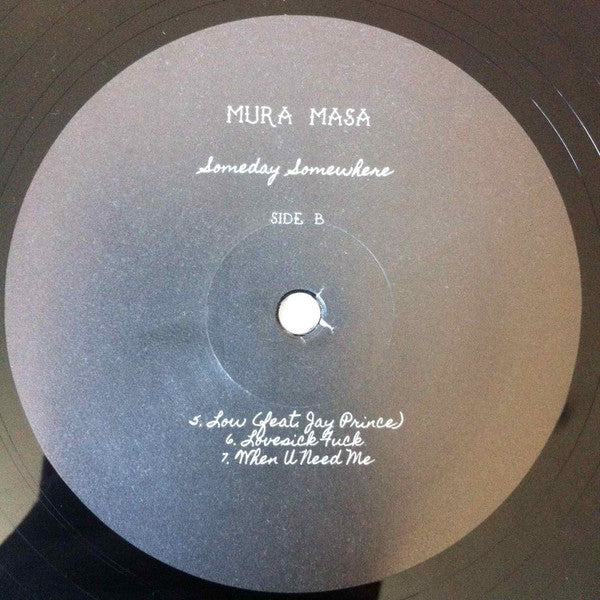 MURA MASA
Someday Somewhere
SIDE B
5. Low (feat. Jay Prince)
6. Lovesick Fuck
7. When U Need Me